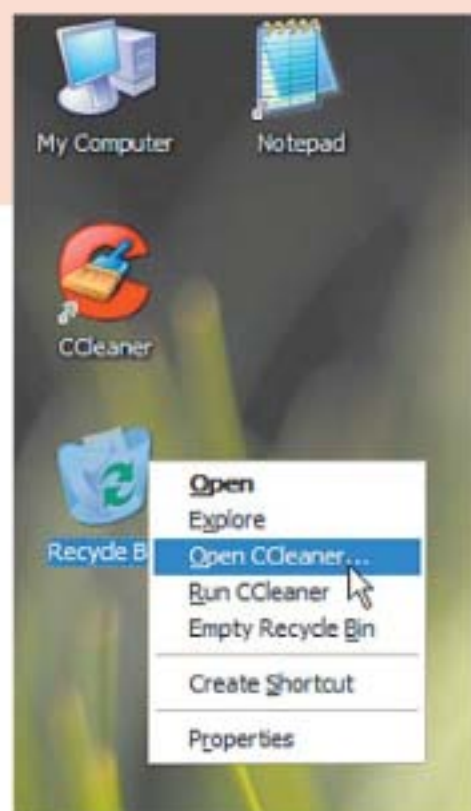 My Computer
Notepad
CCleaner
Recycle B
Open
Explore
Open CCleaner...
Run CCleaner
Empty Recycle Bin
Create Shortcut
Properties